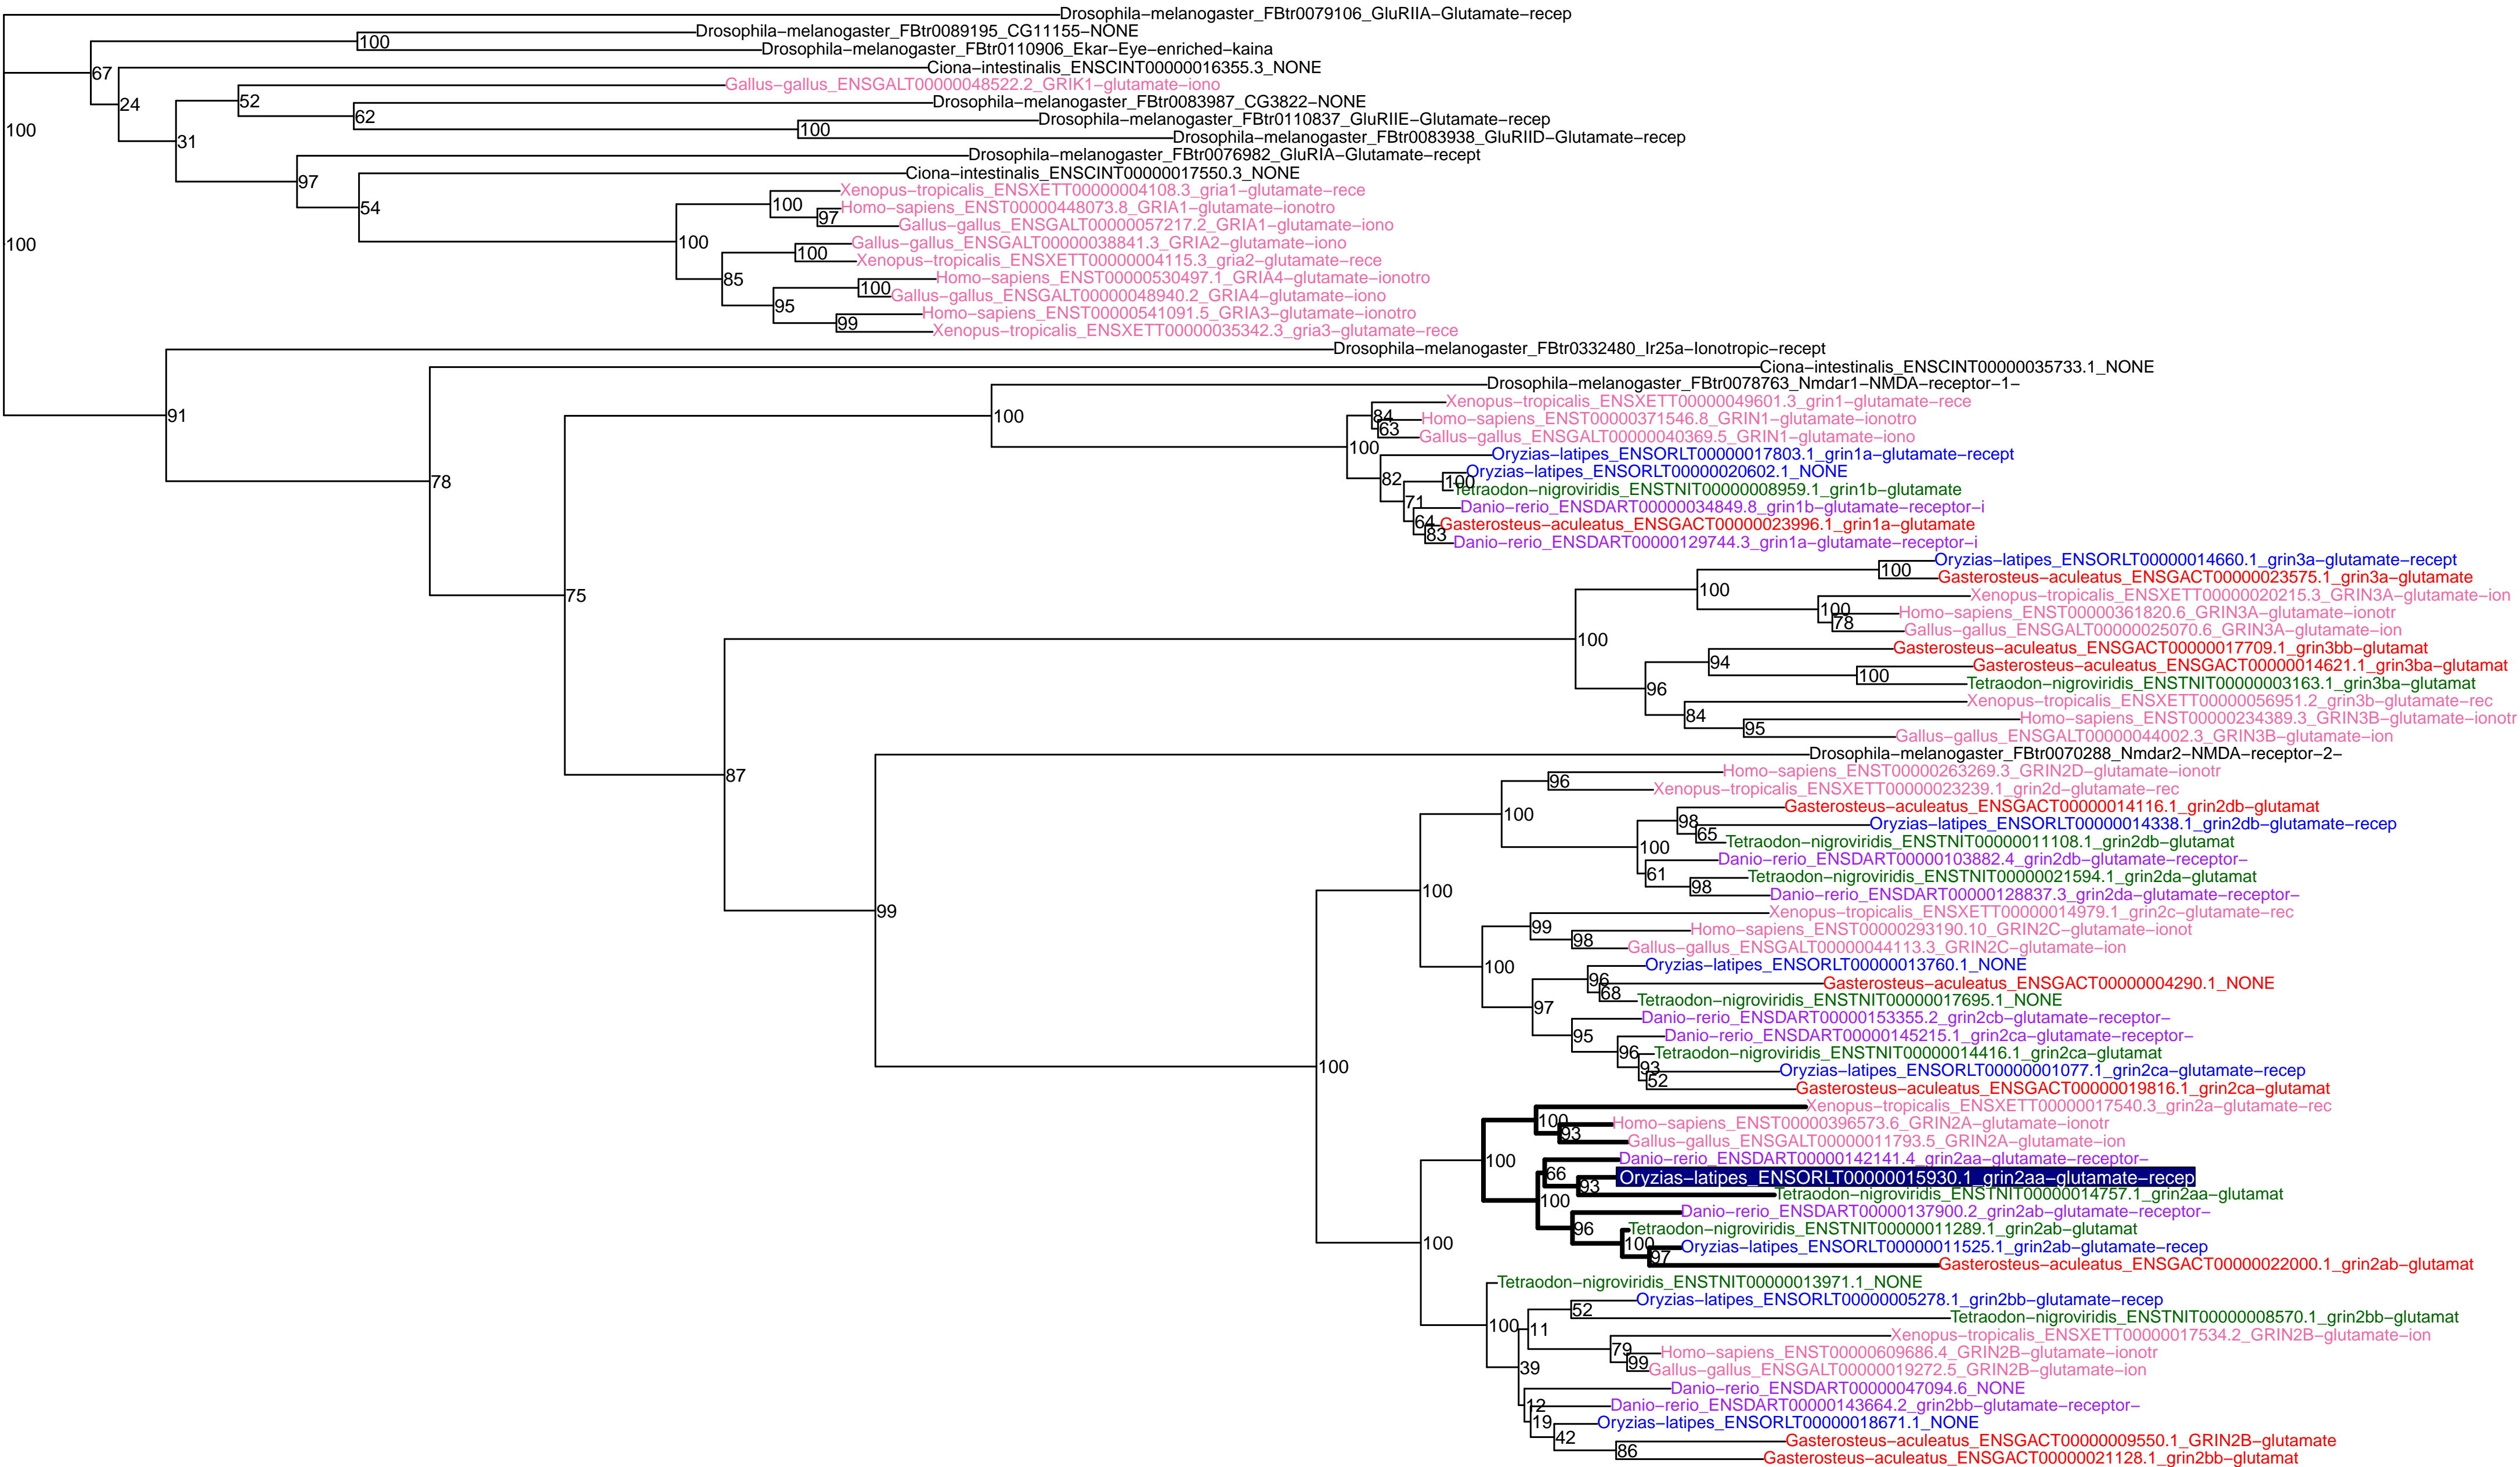 Drosophila−melanogaster_FBtr0079106_GluRIIA−Glutamate−recep
Drosophila−melanogaster_FBtr0089195_CG11155−NONE
100
Drosophila−melanogaster_FBtr0110906_Ekar−Eye−enriched−kaina
67
Ciona−intestinalis_ENSCINT00000016355.3_NONE
24
Gallus−gallus_ENSGALT00000048522.2_GRIK1−glutamate−iono
52
Drosophila−melanogaster_FBtr0083987_CG3822−NONE
62
Drosophila−melanogaster_FBtr0110837_GluRIIE−Glutamate−recep
100
100
Drosophila−melanogaster_FBtr0083938_GluRIID−Glutamate−recep
31
Drosophila−melanogaster_FBtr0076982_GluRIA−Glutamate−recept
97
Ciona−intestinalis_ENSCINT00000017550.3_NONE
54
Xenopus−tropicalis_ENSXETT00000004108.3_gria1−glutamate−rece
100
Homo−sapiens_ENST00000448073.8_GRIA1−glutamate−ionotro
97
Gallus−gallus_ENSGALT00000057217.2_GRIA1−glutamate−iono
100
100
Gallus−gallus_ENSGALT00000038841.3_GRIA2−glutamate−iono
100
Xenopus−tropicalis_ENSXETT00000004115.3_gria2−glutamate−rece
85
Homo−sapiens_ENST00000530497.1_GRIA4−glutamate−ionotro
100
Gallus−gallus_ENSGALT00000048940.2_GRIA4−glutamate−iono
95
Homo−sapiens_ENST00000541091.5_GRIA3−glutamate−ionotro
99
Xenopus−tropicalis_ENSXETT00000035342.3_gria3−glutamate−rece
Drosophila−melanogaster_FBtr0332480_Ir25a−Ionotropic−recept
91
Ciona−intestinalis_ENSCINT00000035733.1_NONE
78
Drosophila−melanogaster_FBtr0078763_Nmdar1−NMDA−receptor−1−
100
Xenopus−tropicalis_ENSXETT00000049601.3_grin1−glutamate−rece
84
Homo−sapiens_ENST00000371546.8_GRIN1−glutamate−ionotro
63
Gallus−gallus_ENSGALT00000040369.5_GRIN1−glutamate−iono
100
Oryzias−latipes_ENSORLT00000017803.1_grin1a−glutamate−recept
82
Oryzias−latipes_ENSORLT00000020602.1_NONE
100
Tetraodon−nigroviridis_ENSTNIT00000008959.1_grin1b−glutamate
71
Danio−rerio_ENSDART00000034849.8_grin1b−glutamate−receptor−i
64
Gasterosteus−aculeatus_ENSGACT00000023996.1_grin1a−glutamate
83
Danio−rerio_ENSDART00000129744.3_grin1a−glutamate−receptor−i
75
Oryzias−latipes_ENSORLT00000014660.1_grin3a−glutamate−recept
100
Gasterosteus−aculeatus_ENSGACT00000023575.1_grin3a−glutamate
100
Xenopus−tropicalis_ENSXETT00000020215.3_GRIN3A−glutamate−ion
100
Homo−sapiens_ENST00000361820.6_GRIN3A−glutamate−ionotr
78
Gallus−gallus_ENSGALT00000025070.6_GRIN3A−glutamate−ion
100
Gasterosteus−aculeatus_ENSGACT00000017709.1_grin3bb−glutamat
94
Gasterosteus−aculeatus_ENSGACT00000014621.1_grin3ba−glutamat
100
Tetraodon−nigroviridis_ENSTNIT00000003163.1_grin3ba−glutamat
96
Xenopus−tropicalis_ENSXETT00000056951.2_grin3b−glutamate−rec
84
Homo−sapiens_ENST00000234389.3_GRIN3B−glutamate−ionotr
95
Gallus−gallus_ENSGALT00000044002.3_GRIN3B−glutamate−ion
87
Drosophila−melanogaster_FBtr0070288_Nmdar2−NMDA−receptor−2−
99
Homo−sapiens_ENST00000263269.3_GRIN2D−glutamate−ionotr
96
Xenopus−tropicalis_ENSXETT00000023239.1_grin2d−glutamate−rec
100
Gasterosteus−aculeatus_ENSGACT00000014116.1_grin2db−glutamat
98
Oryzias−latipes_ENSORLT00000014338.1_grin2db−glutamate−recep
65
Tetraodon−nigroviridis_ENSTNIT00000011108.1_grin2db−glutamat
100
Danio−rerio_ENSDART00000103882.4_grin2db−glutamate−receptor−
61
Tetraodon−nigroviridis_ENSTNIT00000021594.1_grin2da−glutamat
98
Danio−rerio_ENSDART00000128837.3_grin2da−glutamate−receptor−
100
Xenopus−tropicalis_ENSXETT00000014979.1_grin2c−glutamate−rec
99
Homo−sapiens_ENST00000293190.10_GRIN2C−glutamate−ionot
98
Gallus−gallus_ENSGALT00000044113.3_GRIN2C−glutamate−ion
100
Oryzias−latipes_ENSORLT00000013760.1_NONE
96
Gasterosteus−aculeatus_ENSGACT00000004290.1_NONE
68
Tetraodon−nigroviridis_ENSTNIT00000017695.1_NONE
97
Danio−rerio_ENSDART00000153355.2_grin2cb−glutamate−receptor−
95
Danio−rerio_ENSDART00000145215.1_grin2ca−glutamate−receptor−
96
Tetraodon−nigroviridis_ENSTNIT00000014416.1_grin2ca−glutamat
93
Oryzias−latipes_ENSORLT00000001077.1_grin2ca−glutamate−recep
52
Gasterosteus−aculeatus_ENSGACT00000019816.1_grin2ca−glutamat
100
Xenopus−tropicalis_ENSXETT00000017540.3_grin2a−glutamate−rec
100
Homo−sapiens_ENST00000396573.6_GRIN2A−glutamate−ionotr
93
Gallus−gallus_ENSGALT00000011793.5_GRIN2A−glutamate−ion
100
Danio−rerio_ENSDART00000142141.4_grin2aa−glutamate−receptor−
66
Oryzias−latipes_ENSORLT00000015930.1_grin2aa−glutamate−recep
93
Tetraodon−nigroviridis_ENSTNIT00000014757.1_grin2aa−glutamat
100
Danio−rerio_ENSDART00000137900.2_grin2ab−glutamate−receptor−
96
Tetraodon−nigroviridis_ENSTNIT00000011289.1_grin2ab−glutamat
100
Oryzias−latipes_ENSORLT00000011525.1_grin2ab−glutamate−recep
97
Gasterosteus−aculeatus_ENSGACT00000022000.1_grin2ab−glutamat
100
Tetraodon−nigroviridis_ENSTNIT00000013971.1_NONE
100
Oryzias−latipes_ENSORLT00000005278.1_grin2bb−glutamate−recep
52
Tetraodon−nigroviridis_ENSTNIT00000008570.1_grin2bb−glutamat
11
Xenopus−tropicalis_ENSXETT00000017534.2_GRIN2B−glutamate−ion
79
Homo−sapiens_ENST00000609686.4_GRIN2B−glutamate−ionotr
99
Gallus−gallus_ENSGALT00000019272.5_GRIN2B−glutamate−ion
39
Danio−rerio_ENSDART00000047094.6_NONE
12
Danio−rerio_ENSDART00000143664.2_grin2bb−glutamate−receptor−
19
Oryzias−latipes_ENSORLT00000018671.1_NONE
42
Gasterosteus−aculeatus_ENSGACT00000009550.1_GRIN2B−glutamate
86
Gasterosteus−aculeatus_ENSGACT00000021128.1_grin2bb−glutamat